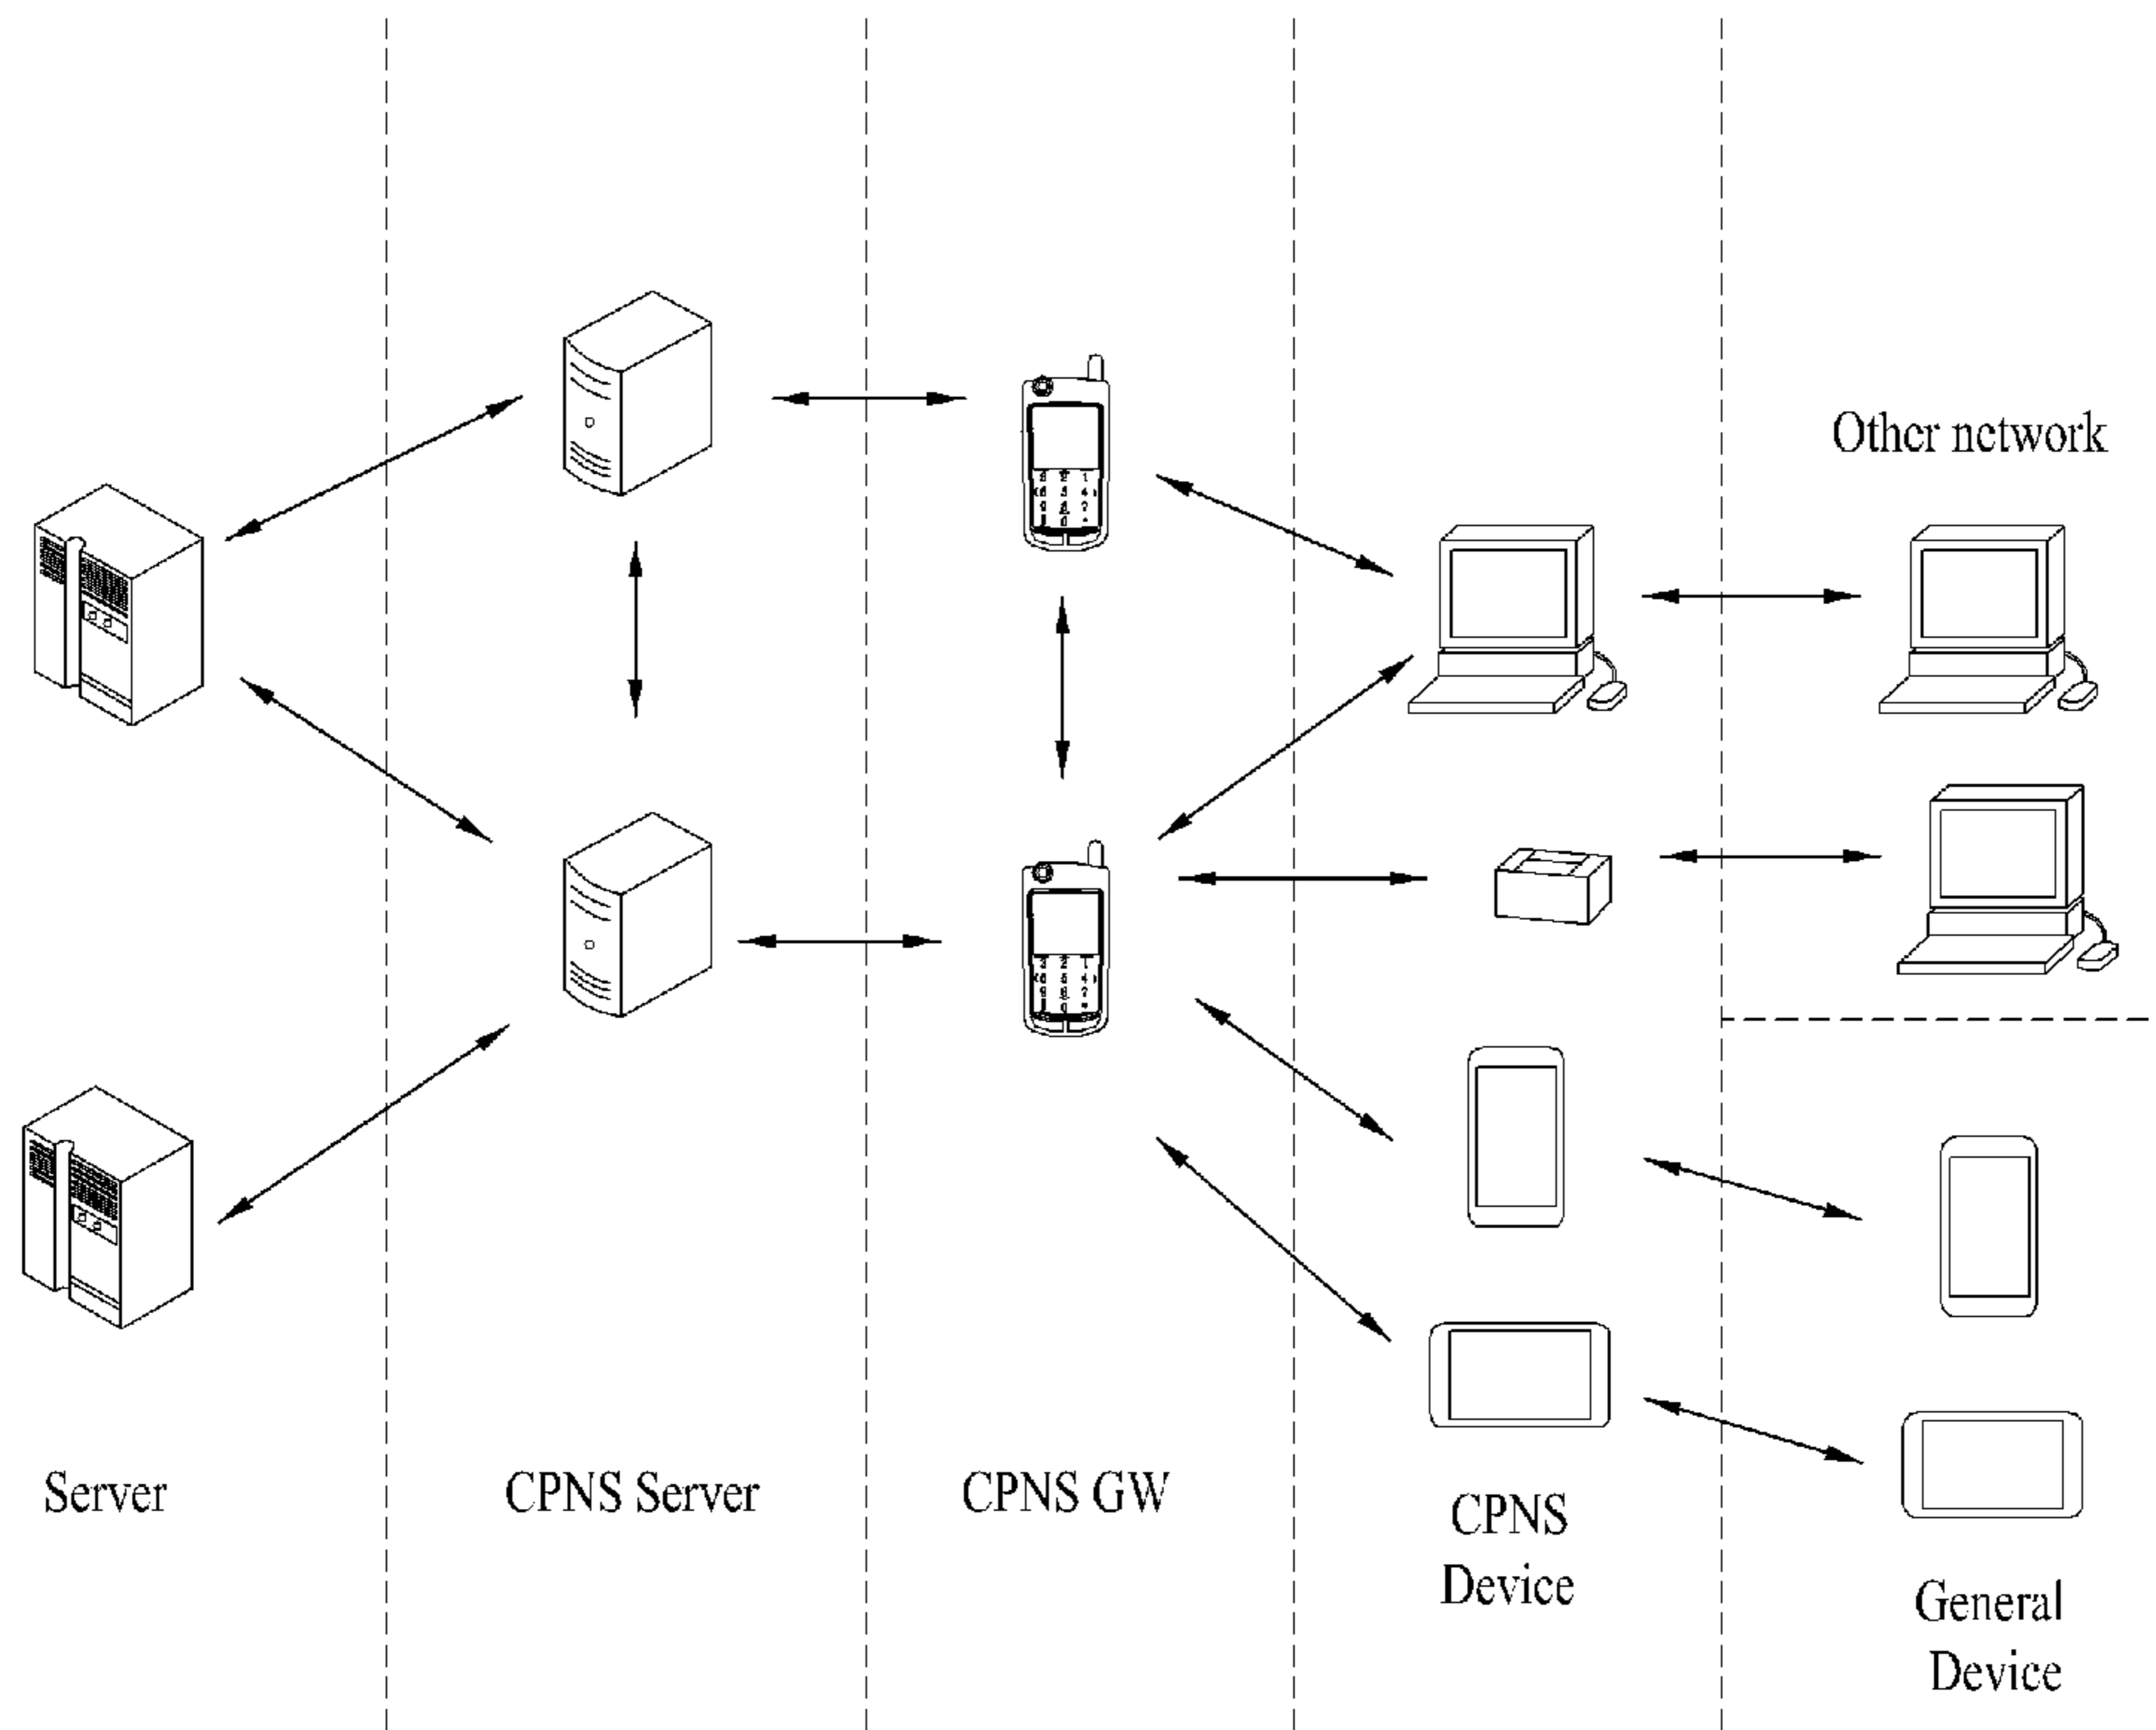 Other network
Server
CPNS Server
CPNS GW
CPNS
Device
General
Device